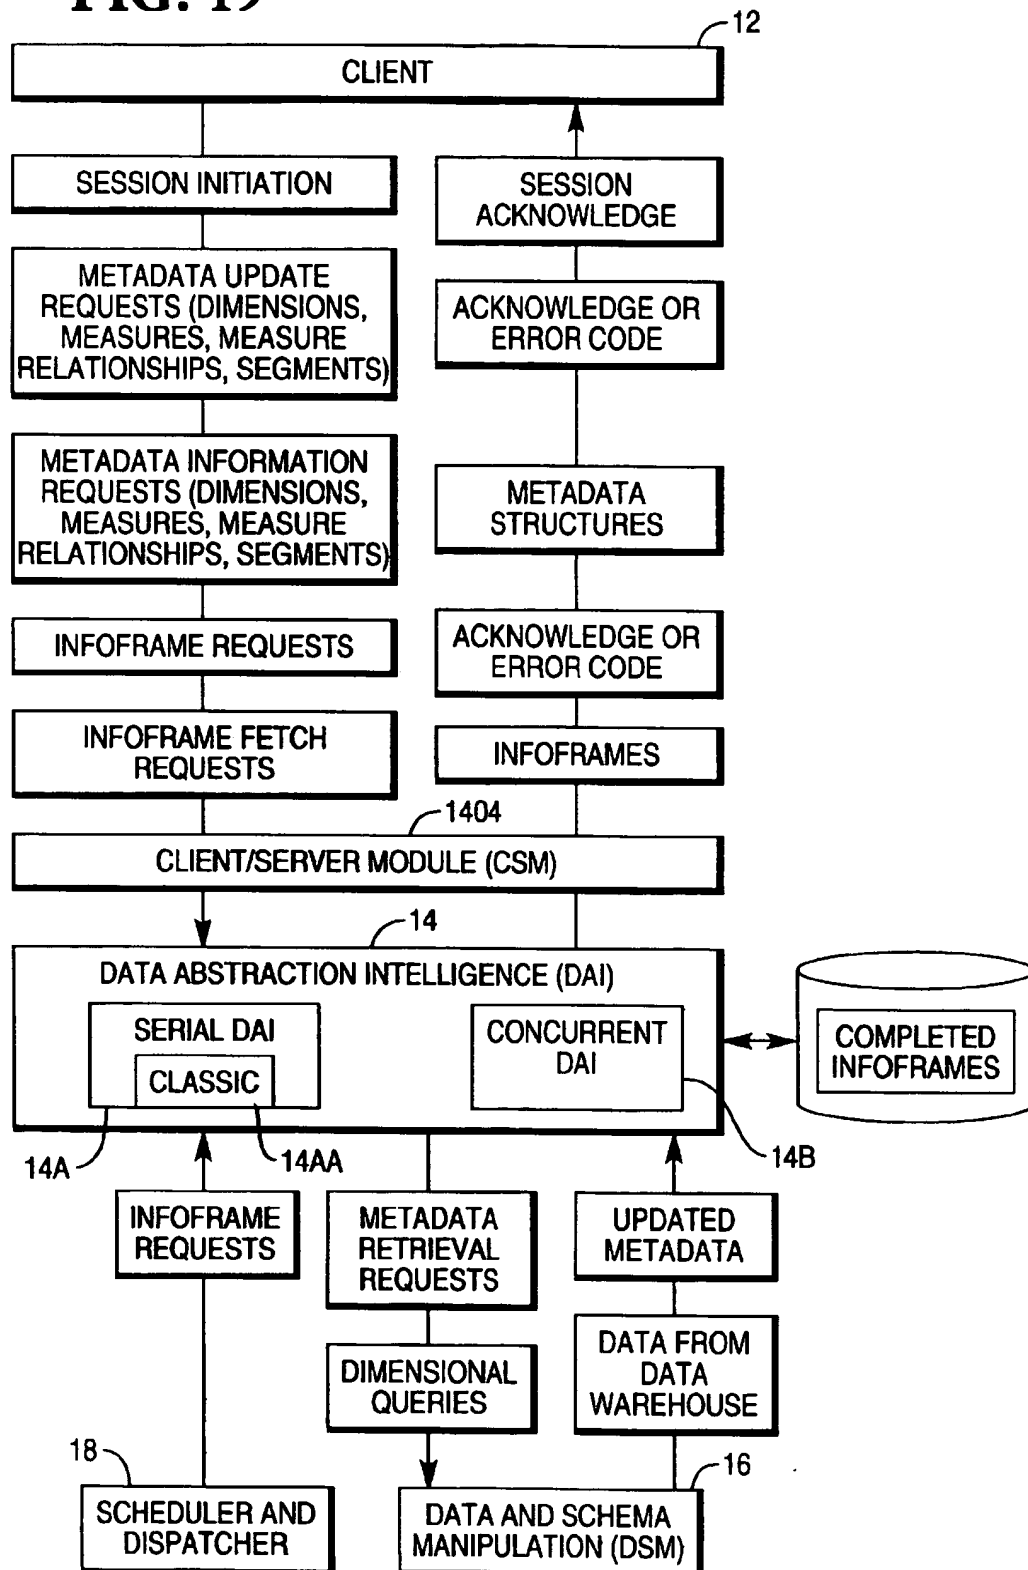 FIG. 19
12
CLIENT
SESSION INITIATION
SESSION
ACKNOWLEDGE
METADATA UPDATE
REQUESTS (DIMENSIONS,
MEASURES, MEASURE
RELATIONSHIPS, SEGMENTS)
ACKNOWLEDGE OR
ERROR CODE
METADATA INFORMATION
REQUESTS (DIMENSIONS,
MEASURES, MEASURE
RELATIONSHIPS, SEGMENTS)
METADATA
STRUCTURES
INFOFRAME REQUESTS
ACKNOWLEDGE OR
ERROR CODE
INFOFRAME FETCH
REQUESTS
INFOFRAMES
1404
CLIENT/SERVER MODULE (CSM)
14
DATA ABSTRACTION INTELLIGENCE (DAI)
SERIAL DAI
CLASSIC
CONCURRENT
DAI
COMPLETED
INFOFRAMES
14A
14AA
14B
INFOFRAME
REQUESTS
METADATA
RETRIEVAL
REQUESTS
UPDATED
METADATA
DIMENSIONAL
QUERIES
DATA FROM
DATA
WAREHOUSE
18
16
SCHEDULER AND
DISPATCHER
DATA AND SCHEMA
MANIPULATION (DSM)